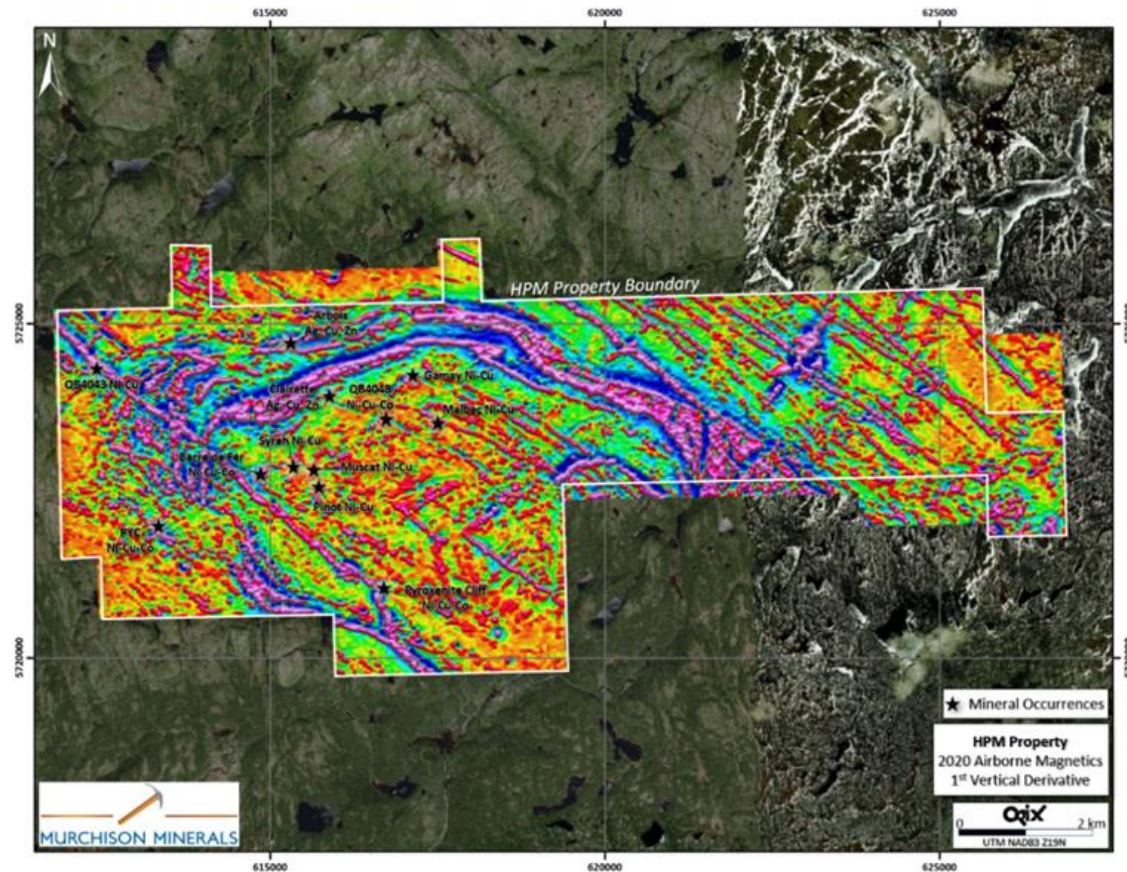 615000
620000
625000
N
HPM Property Boundary
5725000
Arbois
Ag, Cu, Zn
QB4043 Ni-Cu
Gamay Ni-Cu
Clairette
Ag, Cu, Zn
QB4048
Ni-Cu-Co
Malbec Ni-Cu
Syrah Ni-Cu
Barre de Fer
Ni-Cu-Co
Muscat Ni-Cu
Pinot Ni-Cu
PYC
Ni-Cu-Co
Pyroxenite Cliff
Ni-Cu-Co
5720000
Mineral Occurrences
HPM Property
2020 Airborne Magnetics
1st Vertical Derivative
MURCHISON MINERALS
0
2 km
UTM NAD83 Z19N
615000
620000
625000